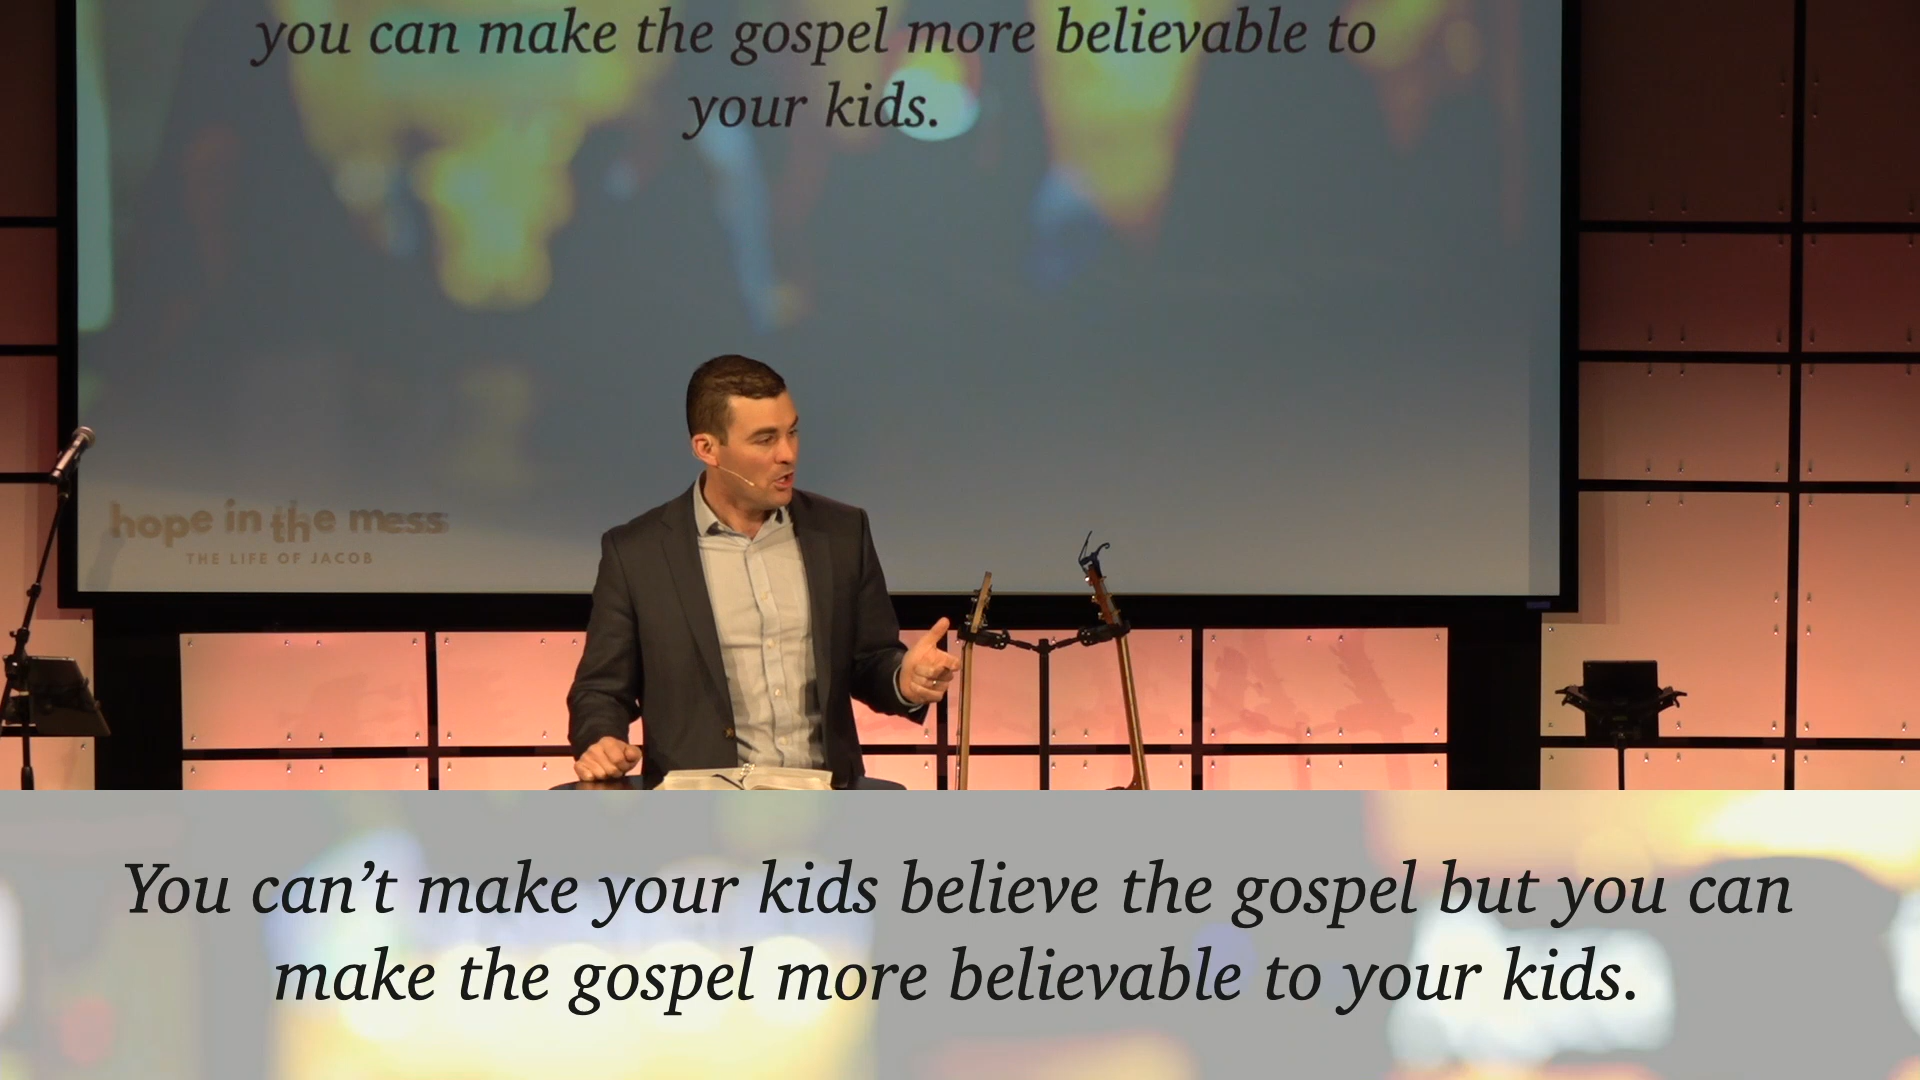 you can make the gospel more believable to
your kids.
hope in the mess
THE LIFE OF JACOB
You can’t make your kids believe the gospel but you can
make the gospel more believable to your kids.